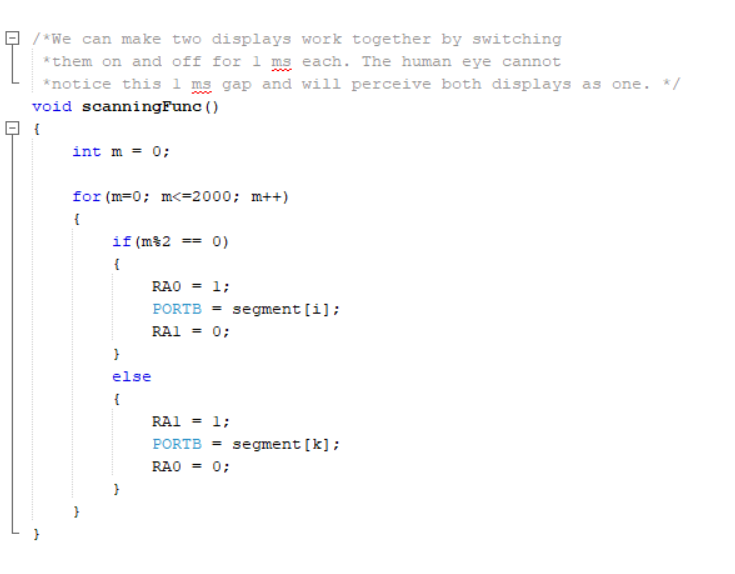 /*We can make two displays work together by switching
*them on and off for 1 ms each. The human eye cannot
*notice this 1 ms gap and will perceive both displays as one. */
void scanningFunc()
{
int m = 0;
for(m=0; m<=2000; m++)
{
if(m%2 == 0)
{
RA0 = 1;
PORTB = segment[i];
RA1 = 0;
}
else
{
RA1 = 1;
PORTB = segment[k];
RA0 = 0;
}
}
}